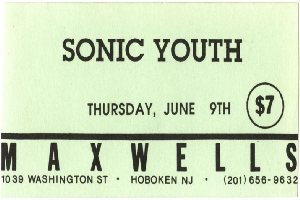 SONIC YOUTH
THURSDAY, JUNE 9TH $7
MAXWELLS
1039 WASHINGTON ST • HOBOKEN NJ • (201) 656-9632